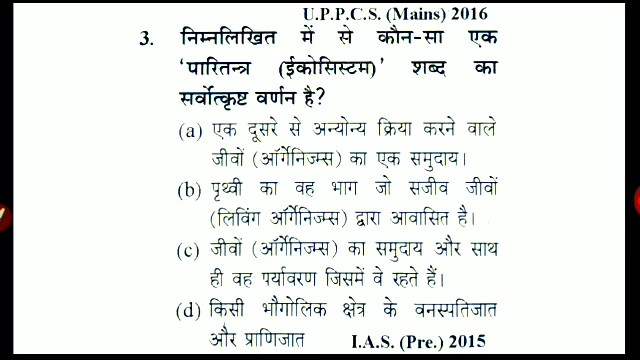 U.P.P.C.S. (Mains) 2016
3. निम्नलिखित में से कौन-सा एक
‘पारितन्त्र (ईकोसिस्टम)’ शब्द का
सर्वोत्कृष्ट वर्णन है?
(a) एक दूसरे से अन्योन्य क्रिया करने वाले
जीवों (ऑर्गेनिज्म्स) का एक समुदाय।
(b) पृथ्वी का वह भाग जो सजीव जीवों
(लिविंग ऑर्गेनिज्म्स) द्वारा आवासित है।
(c) जीवों (ऑर्गेनिज्म्स) का समुदाय और साथ
ही वह पर्यावरण जिसमें वे रहते हैं।
(d) किसी भौगोलिक क्षेत्र के वनस्पतिजात
और प्राणिजात I.A.S. (Pre.) 2015